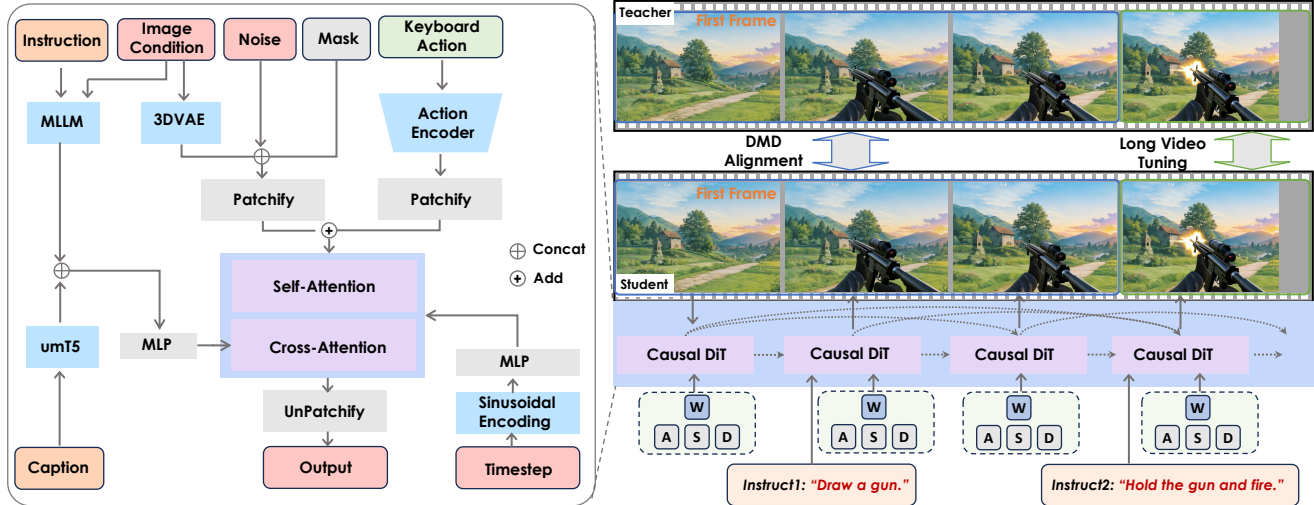 Instruction
Image
Condition
Noise
Mask
Keyboard
Action
MLLM
3DVAE
Action
Encoder
Patchify
Patchify
Concat
Add
Self-Attention
Cross-Attention
umT5
MLP
MLP
UnPatchify
Sinusoidal
Encoding
Caption
Output
Timestep
Teacher
First Frame
DMD
Alignment
Long Video
Tuning
First Frame
Student
Causal DiT
Causal DiT
Causal DiT
Causal DiT
W
A S D
W
A S D
W
A S D
W
A S D
Instruct1: “Draw a gun.”
Instruct2: “Hold the gun and fire.”